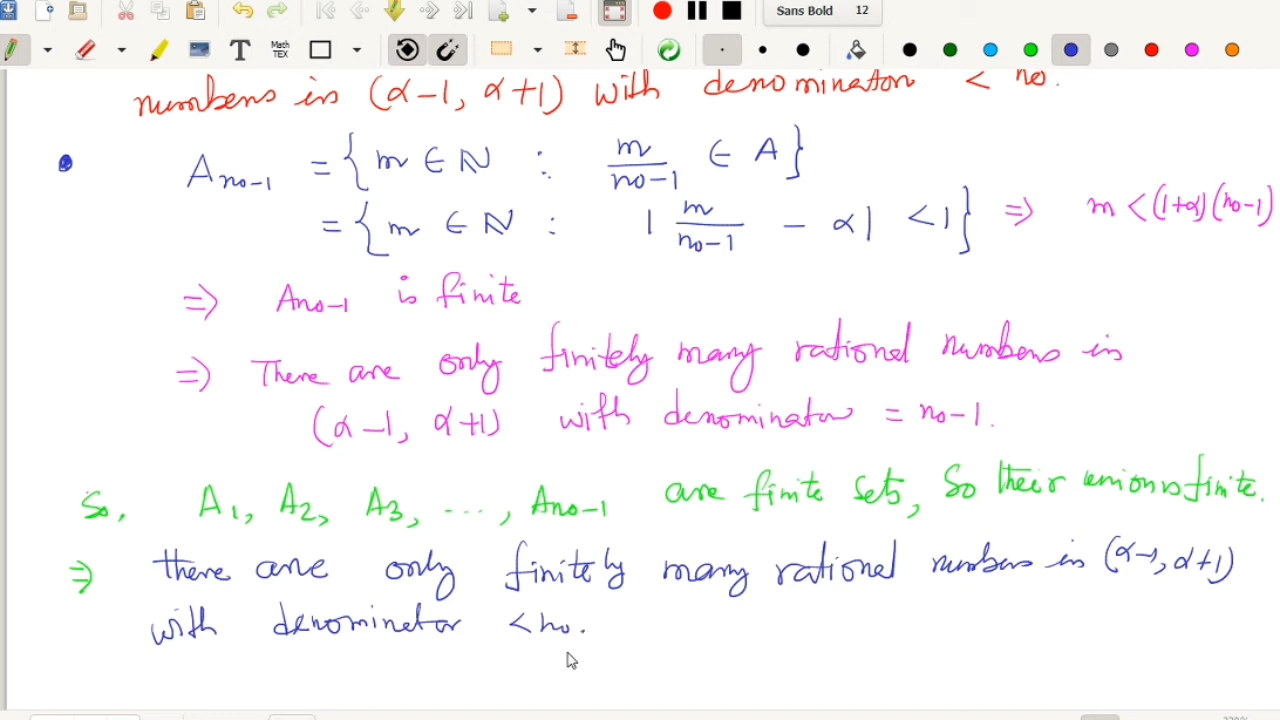 Sans Bold 12
T Math TEX
numbers in (α-1, α+1) with denominator < n₀.
A_{n₀-1} = { m ∈ ℕ : m/(n₀-1) ∈ A }
= { m ∈ ℕ : | m/(n₀-1) - α | < 1 } ⇒ m < (1+α)(n₀-1)
⇒ A_{n₀-1} is finite
⇒ There are only finitely many rational numbers in
(α-1, α+1) with denominator = n₀-1.
So, A₁, A₂, A₃, ..., A_{n₀-1} are finite sets, So their union is finite.
⇒ there are only finitely many rational numbers in (α-1, α+1)
with denominator < n₀.